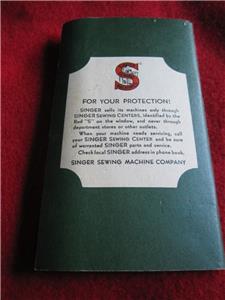 S
FOR YOUR PROTECTION!
SINGER sells its machines only through
SINGER SEWING CENTERS, identified by the
Red "S" on the window, and never through
department stores or other outlets.
When your machine needs servicing, call
your SINGER SEWING CENTER and be sure
of warranted SINGER parts and service.
Check local SINGER address in phone book.
SINGER SEWING MACHINE COMPANY